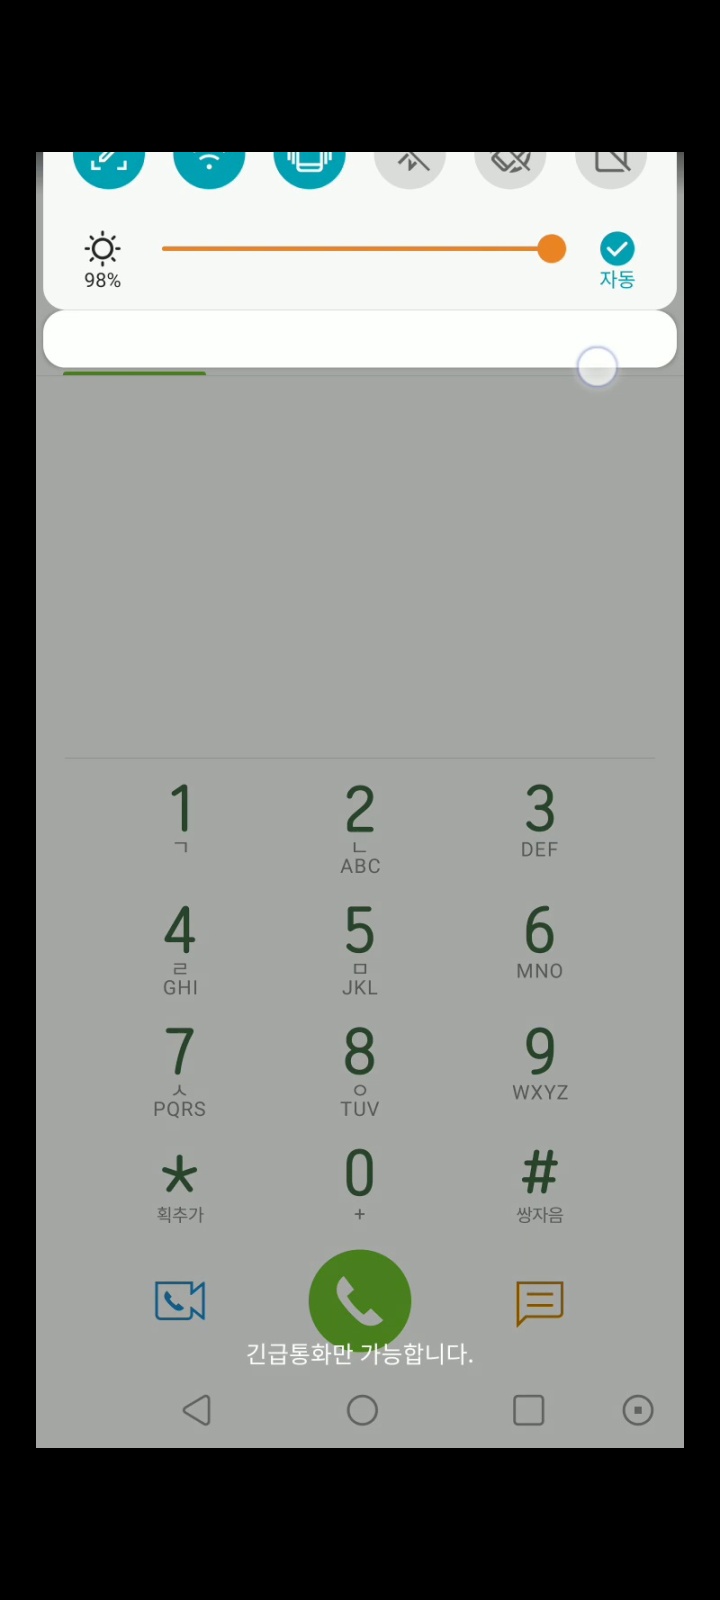 98%
자동
1 2 3
ㄱ ㄴ DEF
ABC
4 5 6
ㄹ ㅁ MNO
GHI JKL
7 8 9
ㅅ ㅇ WXYZ
PQRS TUV
* 0 #
획추가 + 쌍자음
긴급통화만 가능합니다.